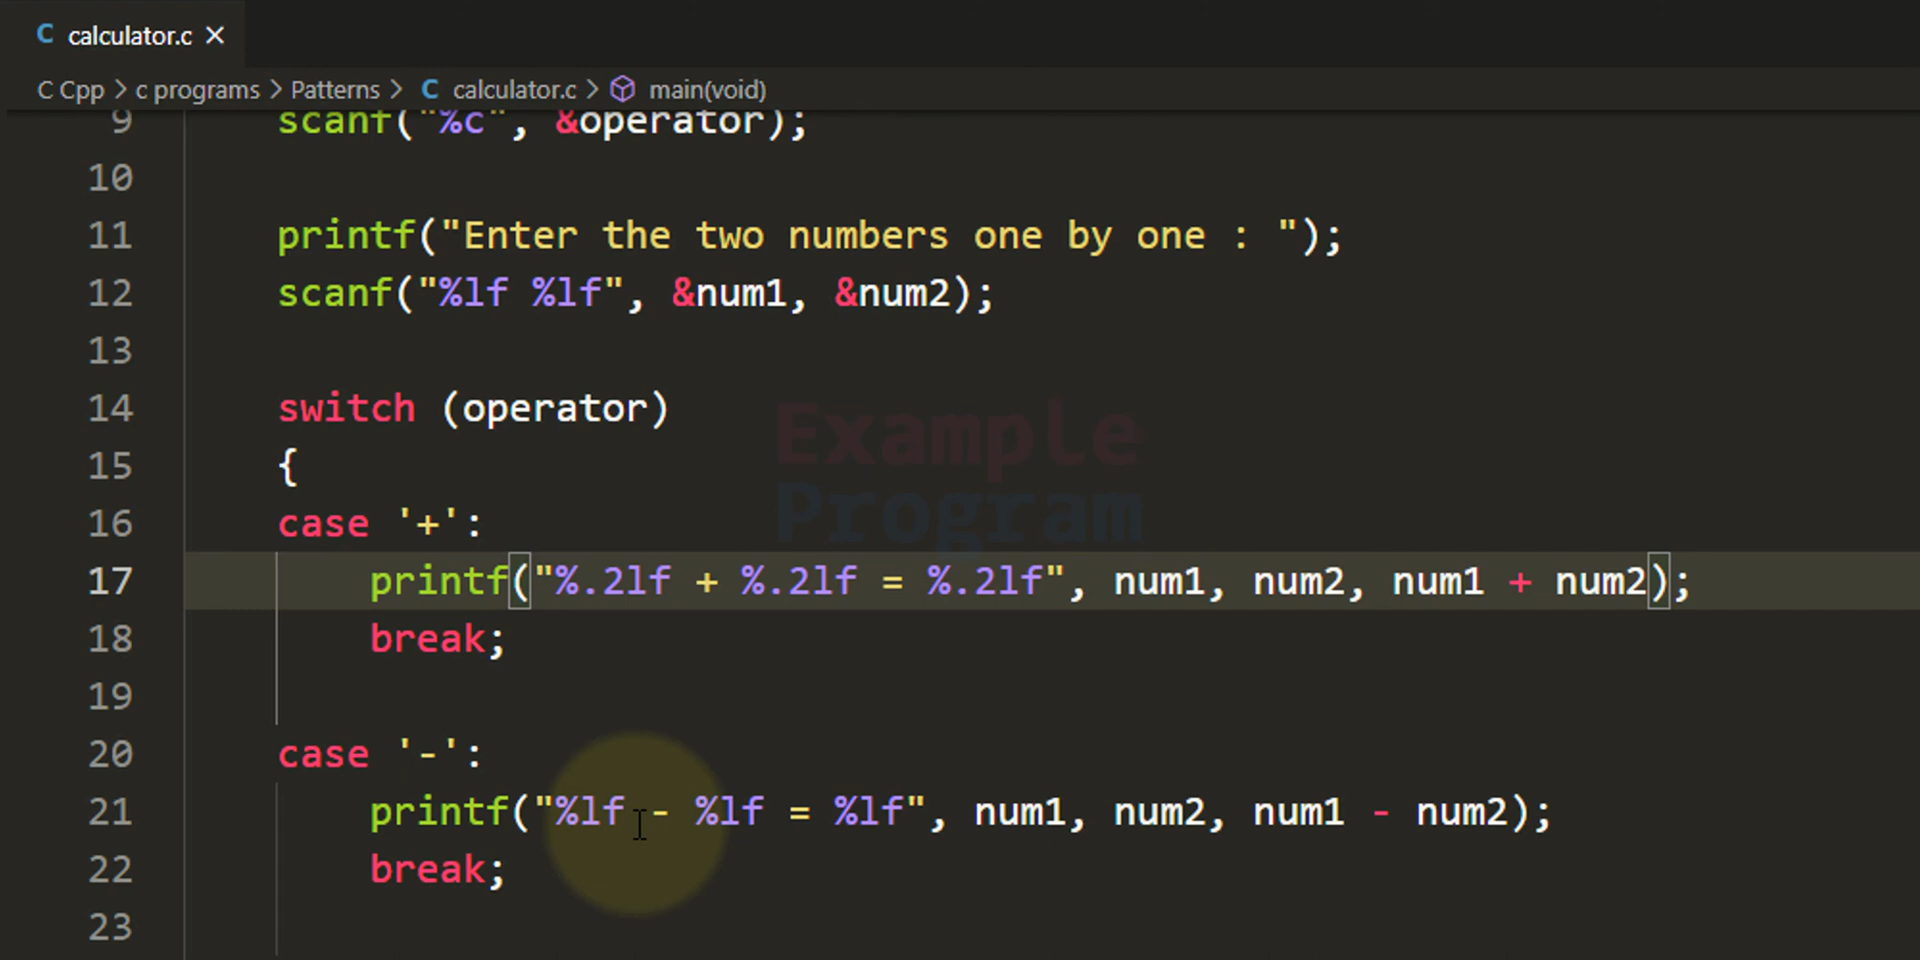 C calculator.c ×
C Cpp > c programs > Patterns > C calculator.c > main(void)
9 scanf("%c", &operator);
10
11 printf("Enter the two numbers one by one : ");
12 scanf("%lf %lf", &num1, &num2);
13
14 switch (operator)
15 {
16 case '+':
17 printf("%.2lf + %.2lf = %.2lf", num1, num2, num1 + num2);
18 break;
19
20 case '-':
21 printf("%lf - %lf = %lf", num1, num2, num1 - num2);
22 break;
23
Example
Program